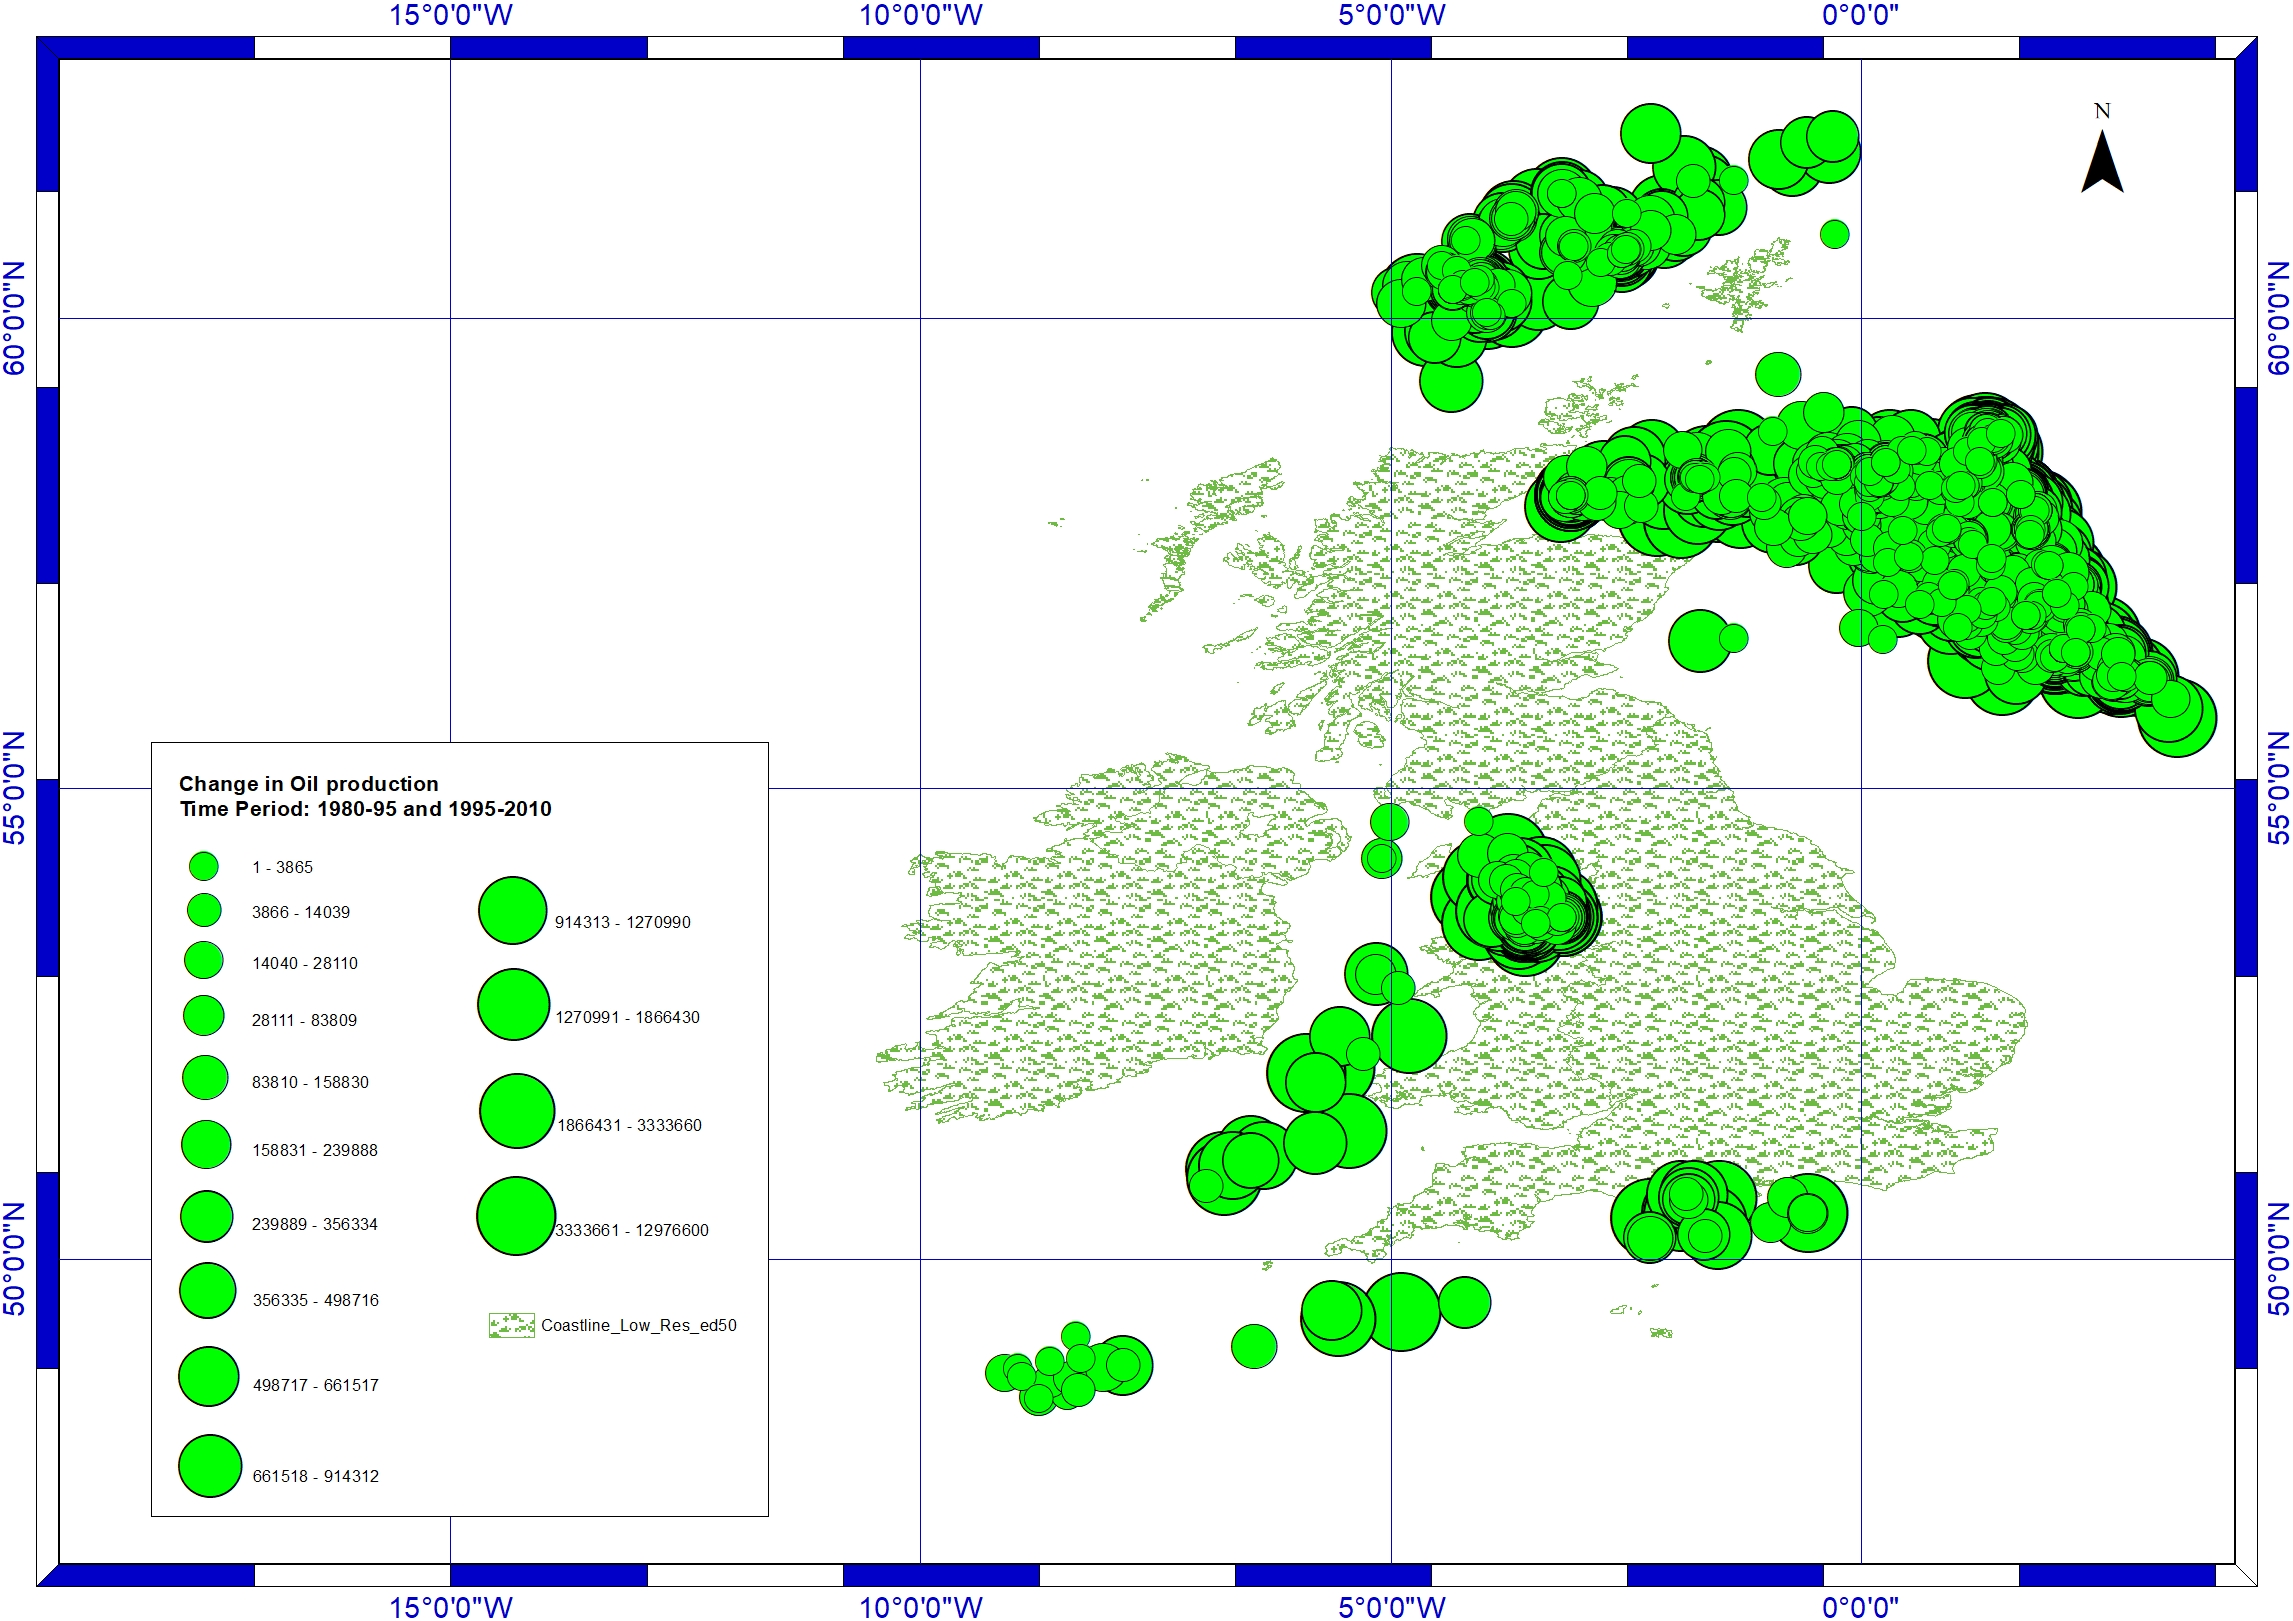 15°0'0"W
10°0'0"W
5°0'0"W
0°0'0"
N
60°0'0"N
60°0'0"N
55°0'0"N
55°0'0"N
50°0'0"N
50°0'0"N
Change in Oil production
Time Period: 1980-95 and 1995-2010
1 - 3865
3866 - 14039
14040 - 28110
28111 - 83809
83810 - 158830
158831 - 239888
239889 - 356334
356335 - 498716
498717 - 661517
661518 - 914312
914313 - 1270990
1270991 - 1866430
1866431 - 3333660
3333661 - 12976600
Coastline_Low_Res_ed50
15°0'0"W
10°0'0"W
5°0'0"W
0°0'0"